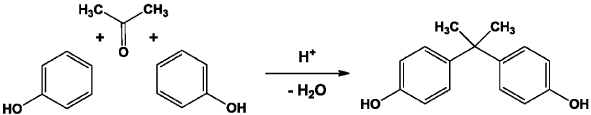 H₃C CH₃
+ O +
HO OH
H⁺
- H₂O
H₃C CH₃
HO OH